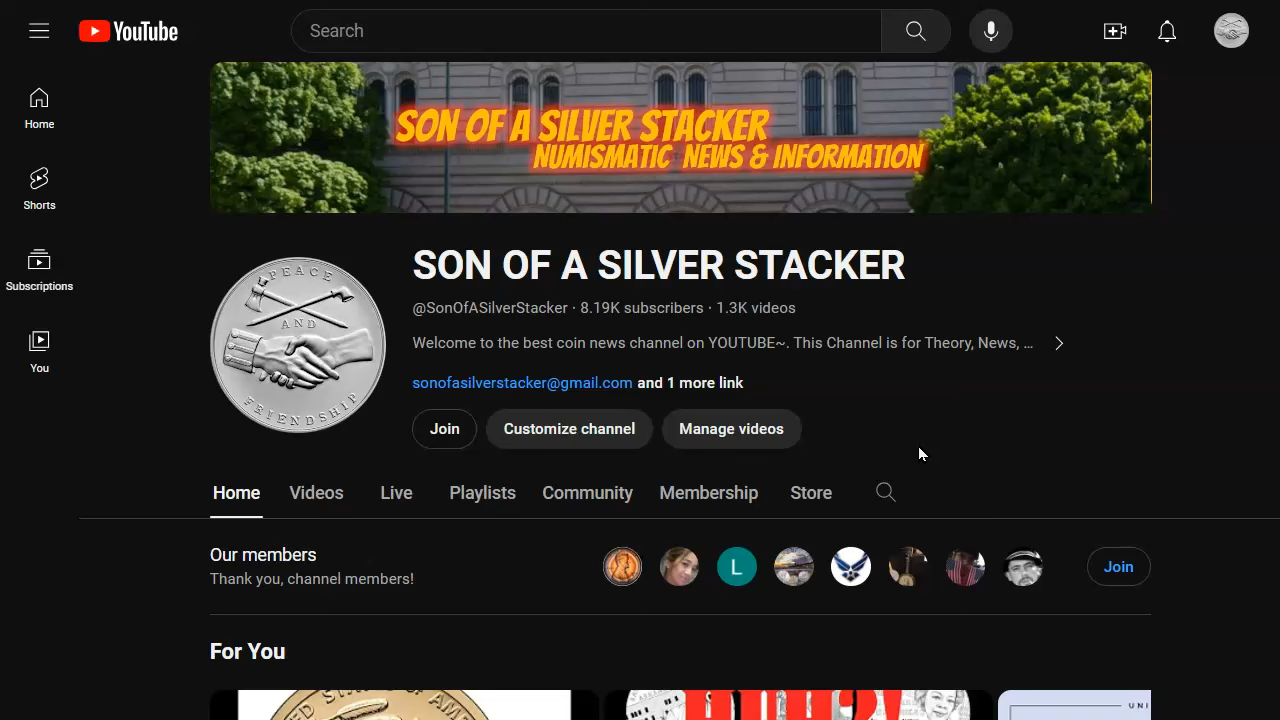 YouTube
Search
Home
Shorts
Subscriptions
You
SON OF A SILVER STACKER
NUMISMATIC NEWS & INFORMATION
PEACE
AND
FRIENDSHIP
SON OF A SILVER STACKER
@SonOfASilverStacker · 8.19K subscribers · 1.3K videos
Welcome to the best coin news channel on YOUTUBE~. This Channel is for Theory, News, ...
sonofasilverstacker@gmail.com and 1 more link
Join
Customize channel
Manage videos
Home
Videos
Live
Playlists
Community
Membership
Store
Our members
Thank you, channel members!
L
Join
For You